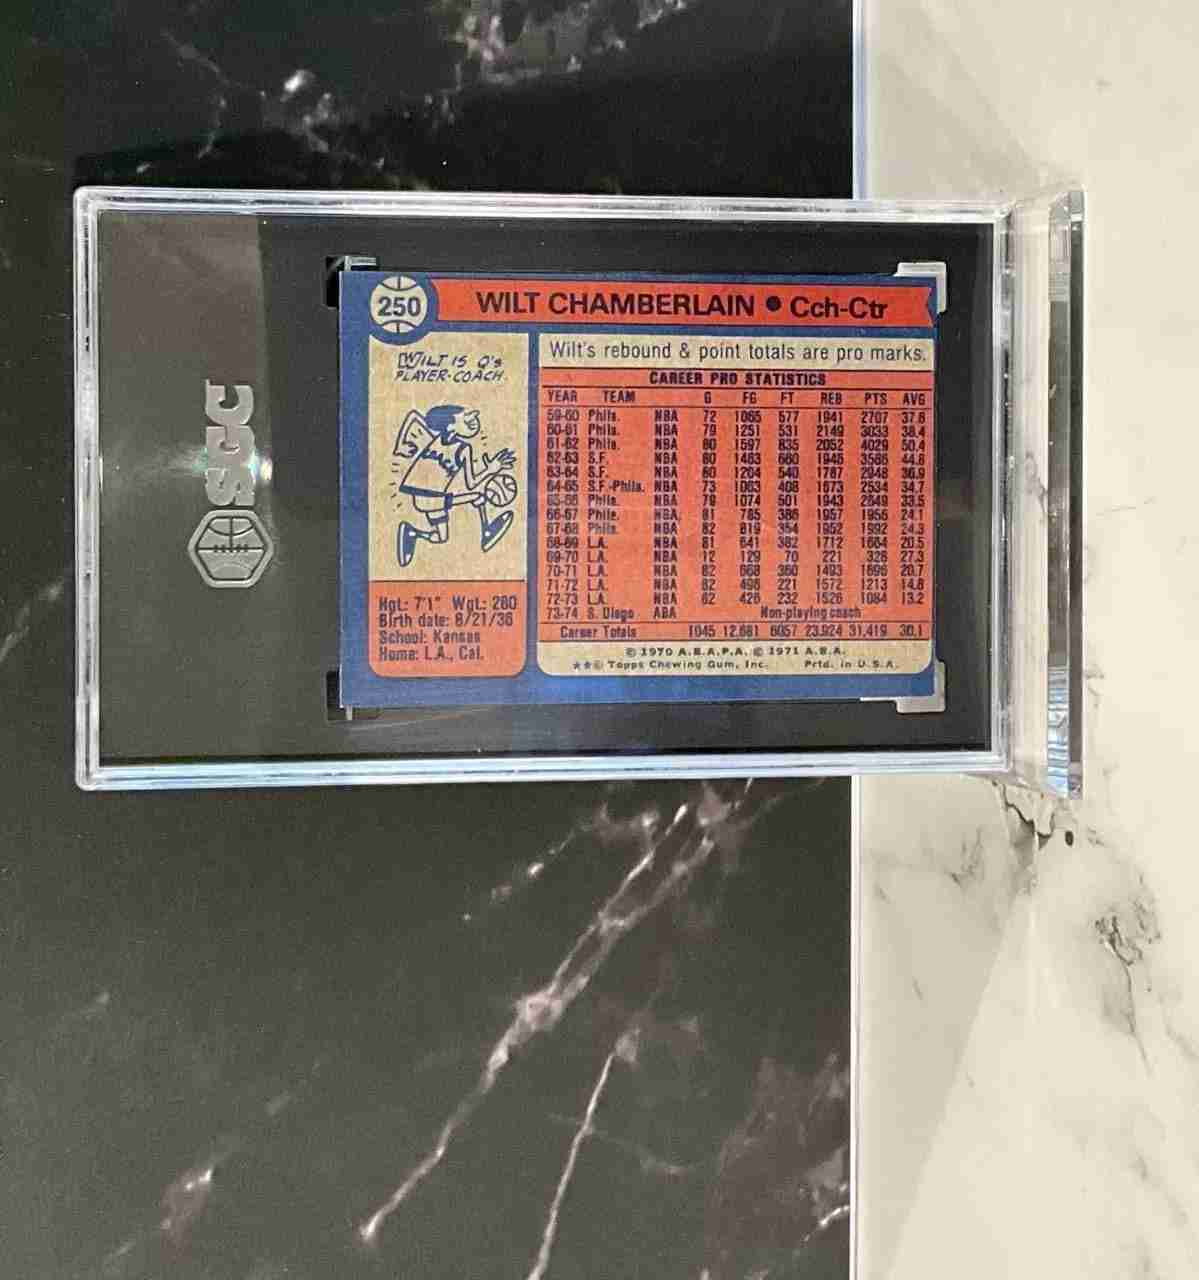 SGC
250
WILT CHAMBERLAIN • Cch-Ctr
WILT IS Q's
PLAYER-COACH.
Wilt's rebound & point totals are pro marks.
CAREER PRO STATISTICS
YEAR TEAM G FG FT REB PTS AVG
59-60 Phila. NBA 72 1065 577 1941 2707 37.6
60-61 Phila. NBA 79 1251 531 2149 3033 38.4
61-62 Phila. NBA 80 1597 835 2052 4029 50.4
62-63 S.F. NBA 80 1463 660 1946 3586 44.8
63-64 S.F. NBA 80 1204 540 1787 2948 36.9
64-65 S.F.-Phila. NBA 73 1063 408 1673 2534 34.7
65-66 Phila. NBA 79 1074 501 1943 2649 33.5
66-67 Phila. NBA 81 785 386 1957 1956 24.1
67-68 Phila. NBA 82 819 354 1952 1992 24.3
68-69 L.A. NBA 81 641 382 1712 1664 20.5
69-70 L.A. NBA 12 129 70 221 328 27.3
70-71 L.A. NBA 82 668 360 1493 1696 20.7
71-72 L.A. NBA 82 496 221 1572 1213 14.8
72-73 L.A. NBA 82 426 232 1526 1084 13.2
73-74 S. Diego ABA Non-playing coach
Career Totals 1045 12,681 6057 23,924 31,419 30.1
Hgt.: 7'1" Wgt.: 280
Birth date: 8/21/36
School: Kansas
Home: L.A., Cal.
© 1970 A.B.A.P.A. © 1971 A.B.A.
★★© Topps Chewing Gum, Inc. Prtd. in U.S.A.